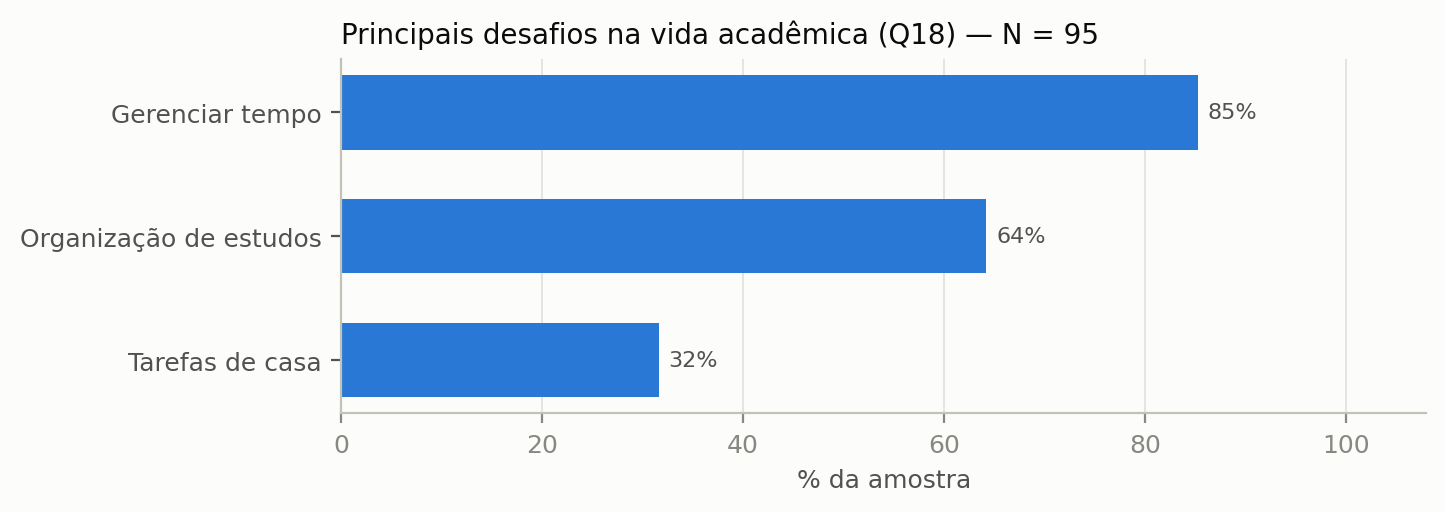 Principais desafios na vida acadêmica (Q18) — N = 95
Gerenciar tempo 85%
Organização de estudos 64%
Tarefas de casa 32%
0 20 40 60 80 100
% da amostra